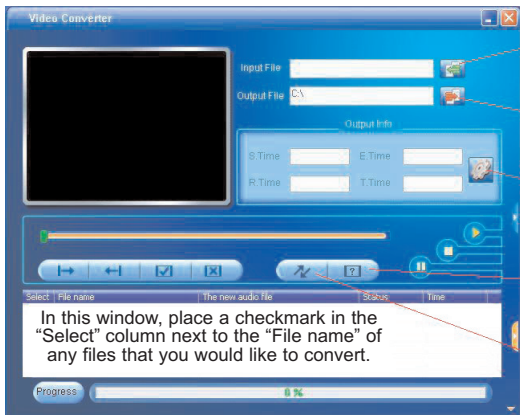 Video Converter
Input File
Output File C:\
Output Info
S.Time E.Time
R.Time T.Time
?
Select File name The new audio file Status Time
In this window, place a checkmark in the
“Select” column next to the “File name” of
any files that you would like to convert.
Progress 0 %